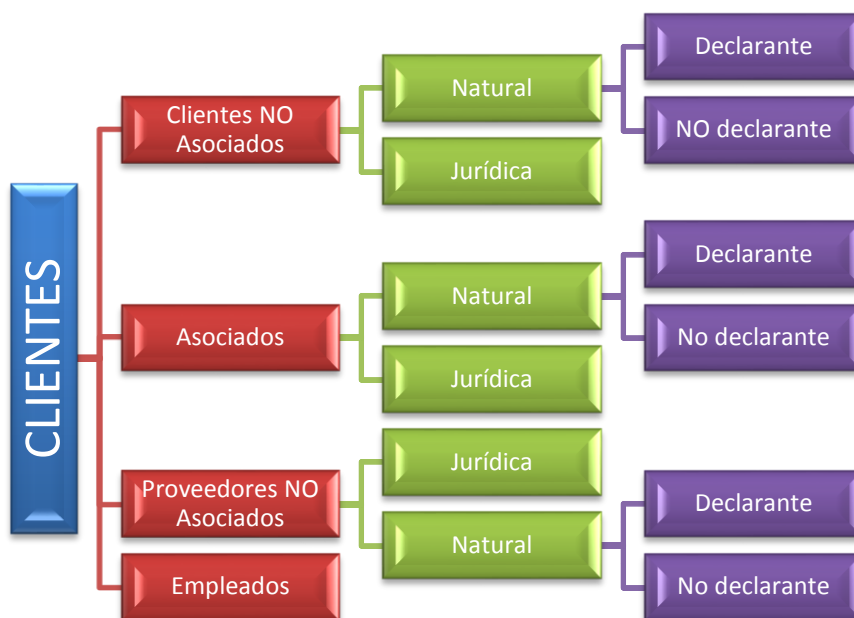 CLIENTES
Clientes NO
Asociados
Natural
Declarante
NO declarante
Jurídica
Asociados
Natural
Declarante
No declarante
Jurídica
Proveedores NO
Asociados
Jurídica
Natural
Declarante
No declarante
Empleados